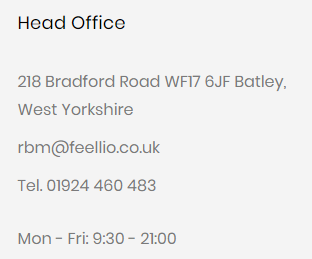 Head Office
218 Bradford Road WF17 6JF Batley,
West Yorkshire
rbm@feellio.co.uk
Tel. 01924 460 483
Mon - Fri: 9:30 - 21:00